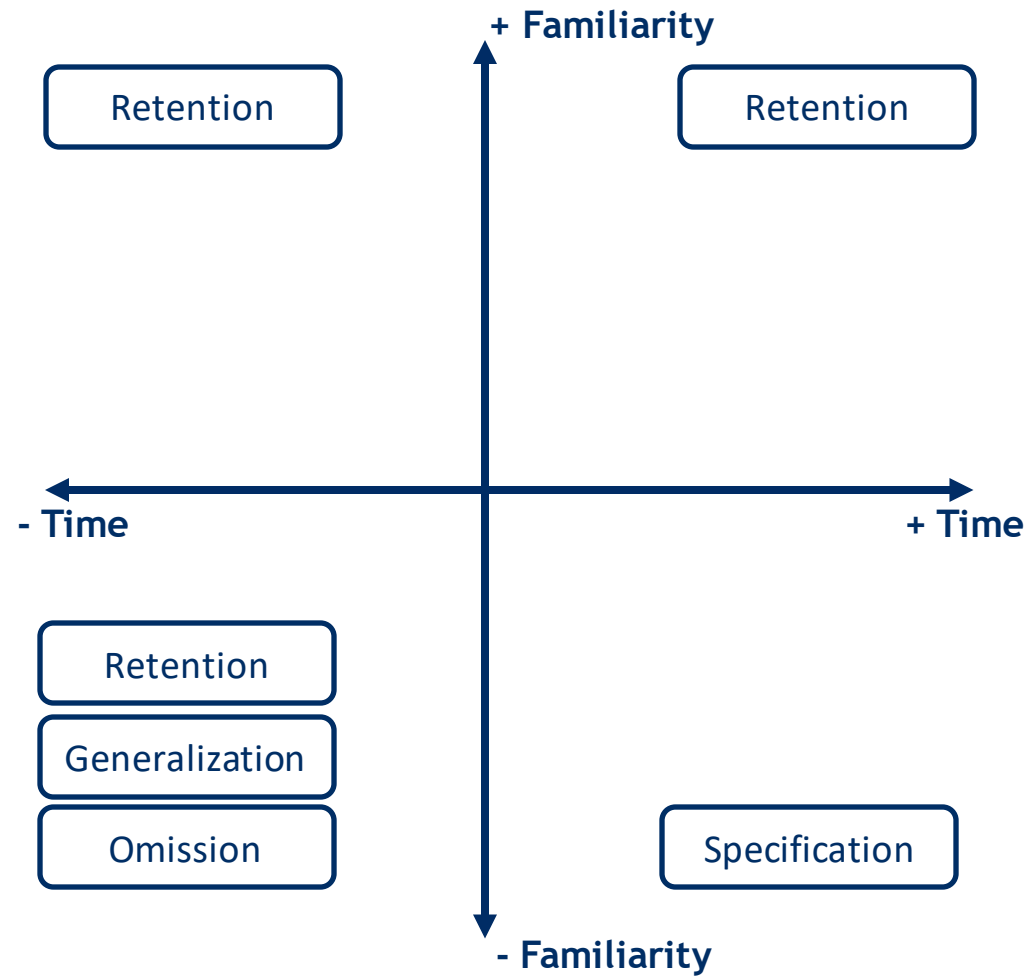 + Familiarity
Retention
Retention
- Time
+ Time
Retention
Generalization
Omission
Specification
- Familiarity